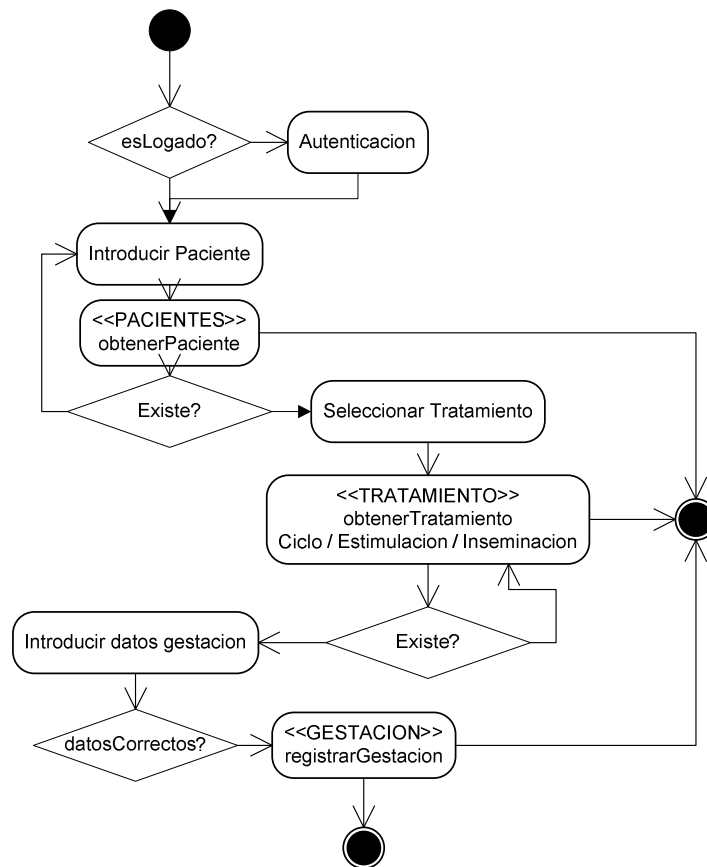 esLogado?
Autenticacion
Introducir Paciente
<<PACIENTES>>
obtenerPaciente
Existe?
Seleccionar Tratamiento
<<TRATAMIENTO>>
obtenerTratamiento
Ciclo / Estimulacion / Inseminacion
Existe?
Introducir datos gestacion
datosCorrectos?
<<GESTACION>>
registrarGestacion